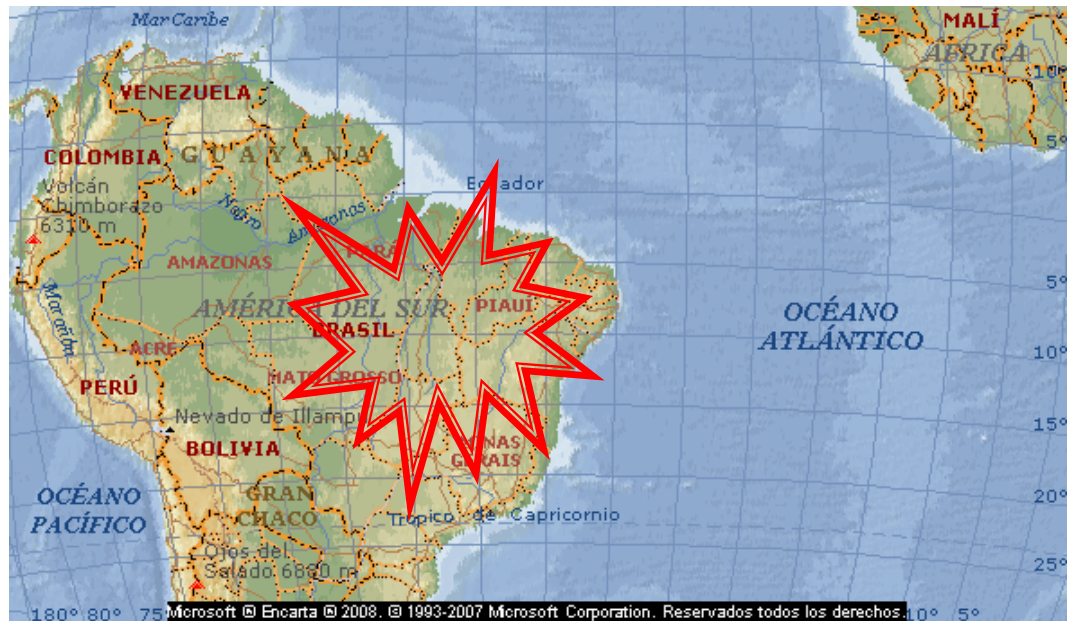 Mar Caribe
MALÍ
AFRICA
10°
VENEZUELA
5°
COLOMBIA
GUAYANA
Volcán
Chimborazo
6310 m
Ecuador
Negro
Amazonas
PARÁ
AMAZONAS
5°
Marañón
AMÉRICA DEL SUR
PIAUÍ
BRASIL
OCÉANO
ATLÁNTICO
ACRE
10°
PERÚ
MATO GROSSO
Nevado de Illampu
15°
BOLIVIA
GERAIS
OCÉANO
PACÍFICO
GRAN
CHACO
20°
Trópico de Capricornio
Ojos del
Salado 6880 m
25°
180° 80° 75°
Microsoft ® Encarta ® 2008. © 1993-2007 Microsoft Corporation. Reservados todos los derechos.
10° 5°